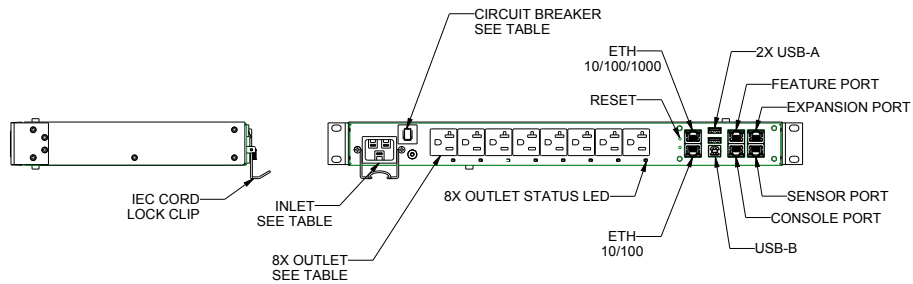 CIRCUIT BREAKER
SEE TABLE
ETH
10/100/1000
2X USB-A
FEATURE PORT
RESET
EXPANSION PORT
IEC CORD
LOCK CLIP
INLET
SEE TABLE
8X OUTLET STATUS LED
SENSOR PORT
CONSOLE PORT
ETH
10/100
USB-B
8X OUTLET
SEE TABLE